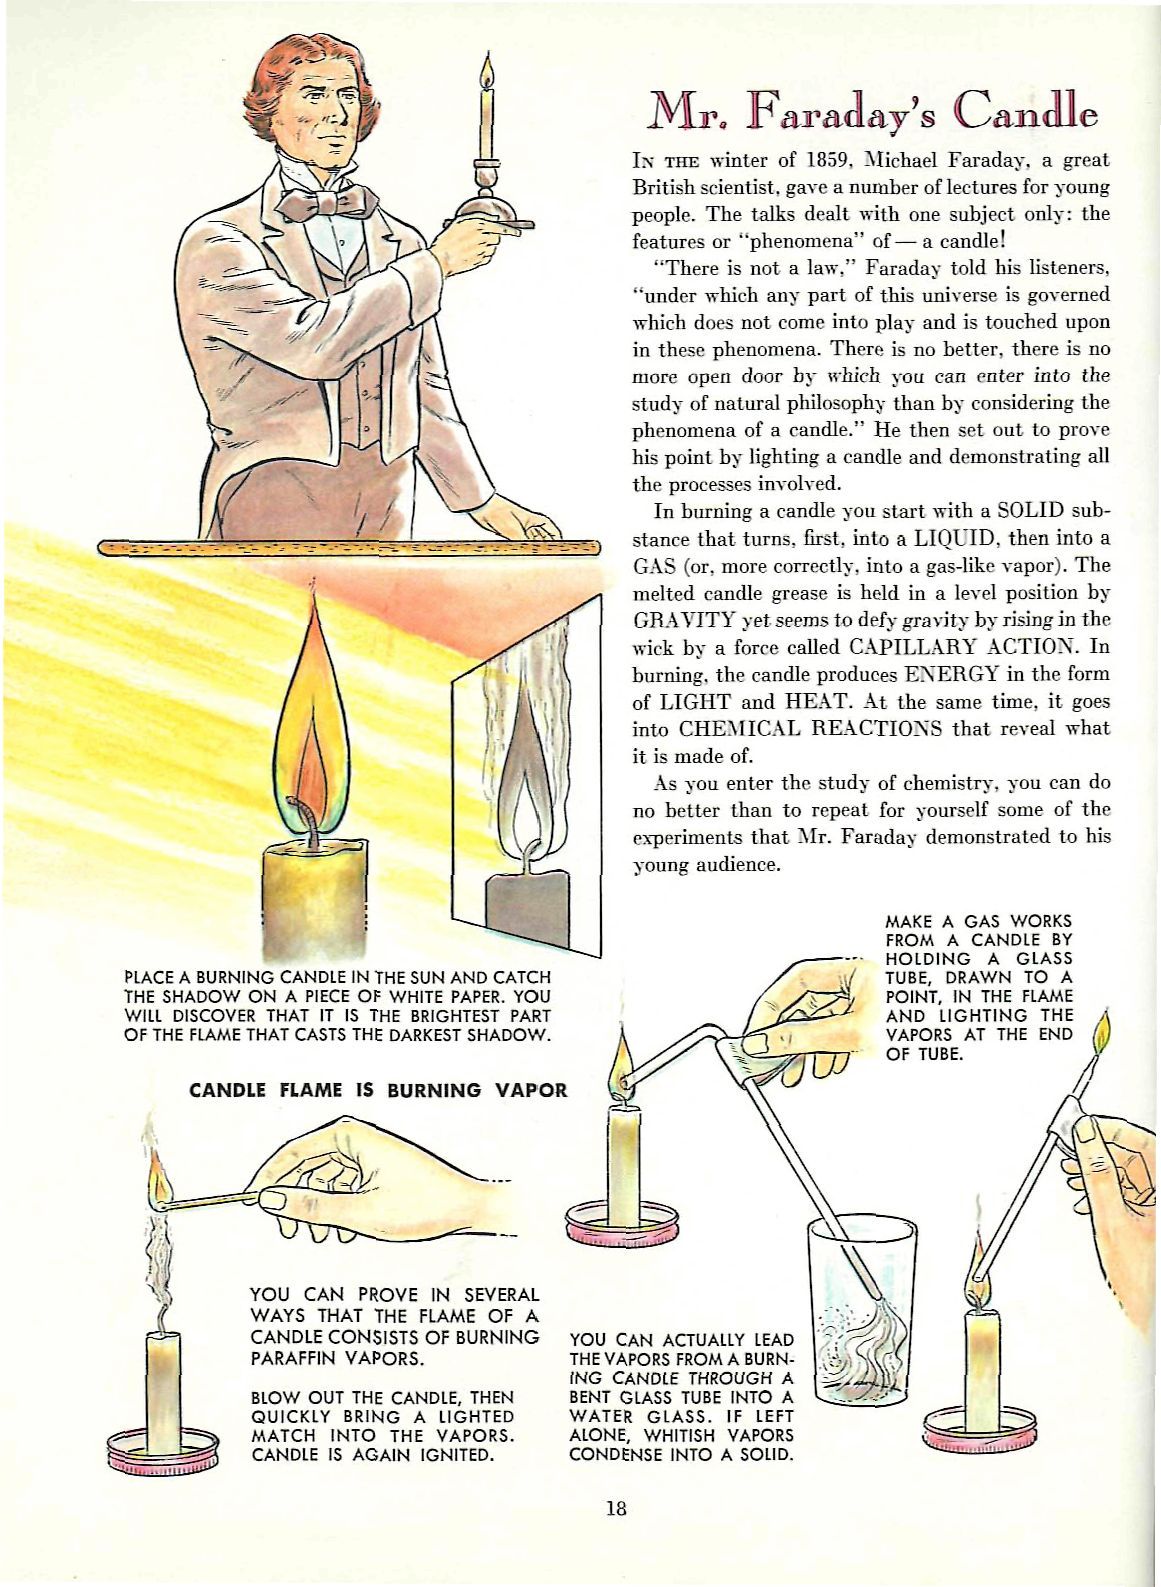 Mr. Faraday's Candle
IN THE winter of 1859, Michael Faraday, a great
British scientist, gave a number of lectures for young
people. The talks dealt with one subject only: the
features or “phenomena” of — a candle!
“There is not a law,” Faraday told his listeners,
“under which any part of this universe is governed
which does not come into play and is touched upon
in these phenomena. There is no better, there is no
more open door by which you can enter into the
study of natural philosophy than by considering the
phenomena of a candle.” He then set out to prove
his point by lighting a candle and demonstrating all
the processes involved.
In burning a candle you start with a SOLID sub-
stance that turns, first, into a LIQUID, then into a
GAS (or, more correctly, into a gas-like vapor). The
melted candle grease is held in a level position by
GRAVITY yet seems to defy gravity by rising in the
wick by a force called CAPILLARY ACTION. In
burning, the candle produces ENERGY in the form
of LIGHT and HEAT. At the same time, it goes
into CHEMICAL REACTIONS that reveal what
it is made of.
As you enter the study of chemistry, you can do
no better than to repeat for yourself some of the
experiments that Mr. Faraday demonstrated to his
young audience.
PLACE A BURNING CANDLE IN THE SUN AND CATCH
THE SHADOW ON A PIECE OF WHITE PAPER. YOU
WILL DISCOVER THAT IT IS THE BRIGHTEST PART
OF THE FLAME THAT CASTS THE DARKEST SHADOW.
MAKE A GAS WORKS
FROM A CANDLE BY
HOLDING A GLASS
TUBE, DRAWN TO A
POINT, IN THE FLAME
AND LIGHTING THE
VAPORS AT THE END
OF TUBE.
CANDLE FLAME IS BURNING VAPOR
YOU CAN PROVE IN SEVERAL
WAYS THAT THE FLAME OF A
CANDLE CONSISTS OF BURNING
PARAFFIN VAPORS.
BLOW OUT THE CANDLE, THEN
QUICKLY BRING A LIGHTED
MATCH INTO THE VAPORS.
CANDLE IS AGAIN IGNITED.
YOU CAN ACTUALLY LEAD
THE VAPORS FROM A BURN-
ING CANDLE THROUGH A
BENT GLASS TUBE INTO A
WATER GLASS. IF LEFT
ALONE, WHITISH VAPORS
CONDENSE INTO A SOLID.
18